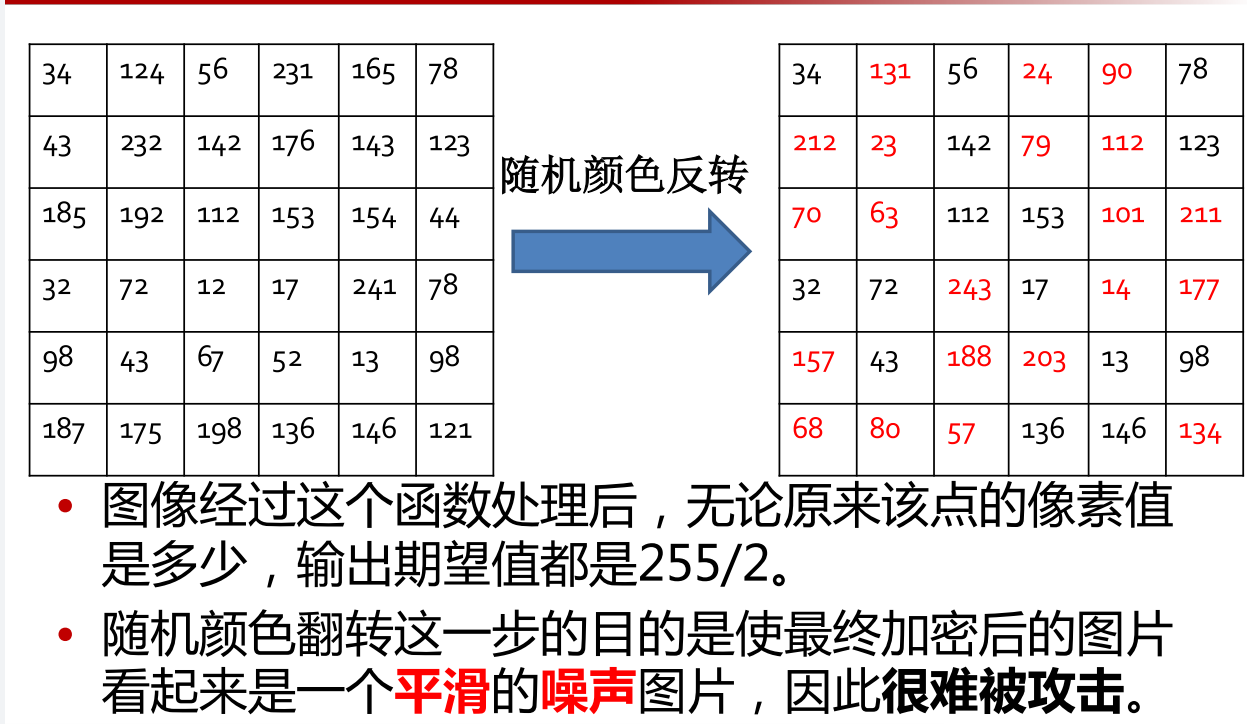 34 124 56 231 165 78
43 232 142 176 143 123
185 192 112 153 154 44
32 72 12 17 241 78
98 43 67 52 13 98
187 175 198 136 146 121
随机颜色反转
34 131 56 24 90 78
212 23 142 79 112 123
70 63 112 153 101 211
32 72 243 17 14 177
157 43 188 203 13 98
68 80 57 136 146 134
• 图像经过这个函数处理后，无论原来该点的像素值
是多少，输出期望值都是255/2。
• 随机颜色翻转这一步的目的是使最终加密后的图片
看起来是一个平滑的噪声图片，因此很难被攻击。